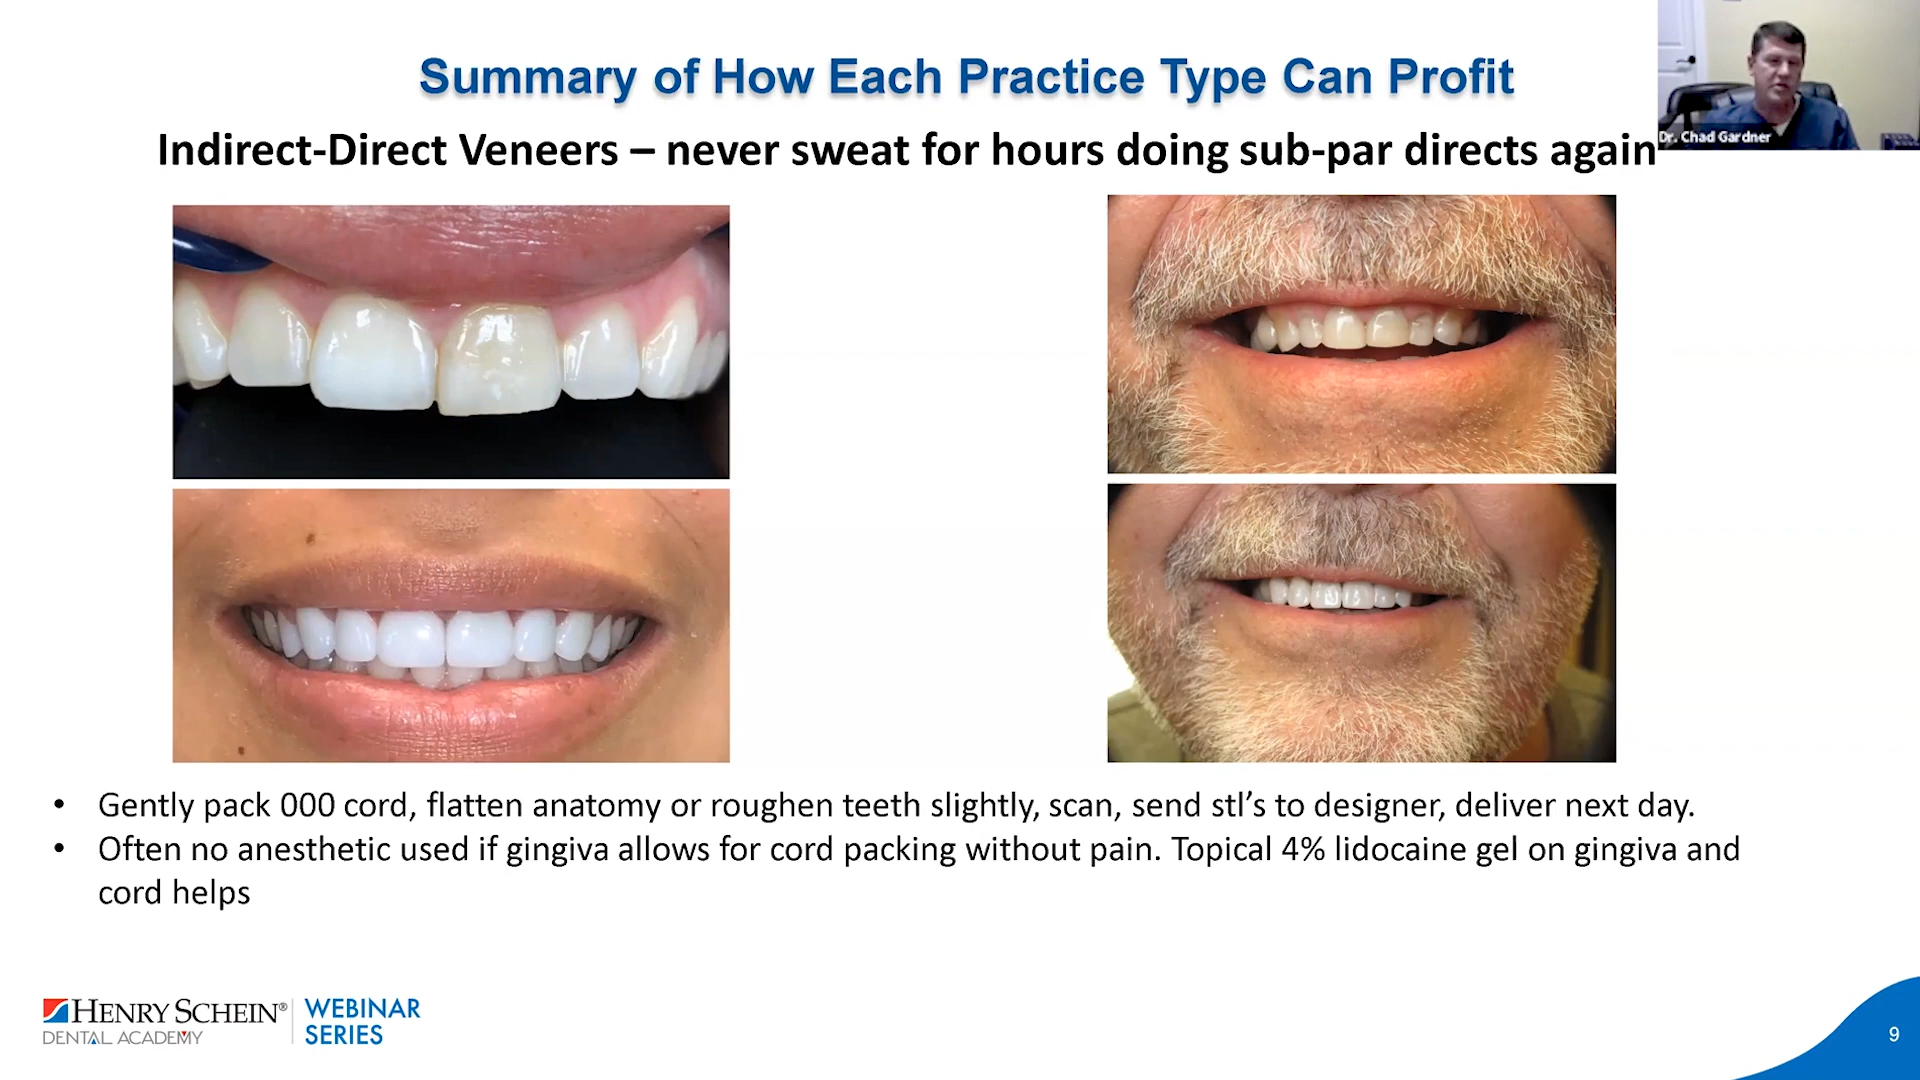 Summary of How Each Practice Type Can Profit
Indirect-Direct Veneers – never sweat for hours doing sub-par directs again
Dr. Chad Gardner
• Gently pack 000 cord, flatten anatomy or roughen teeth slightly, scan, send stl’s to designer, deliver next day.
• Often no anesthetic used if gingiva allows for cord packing without pain. Topical 4% lidocaine gel on gingiva and
cord helps
HENRY SCHEIN®
DENTAL ACADEMY
WEBINAR
SERIES
9